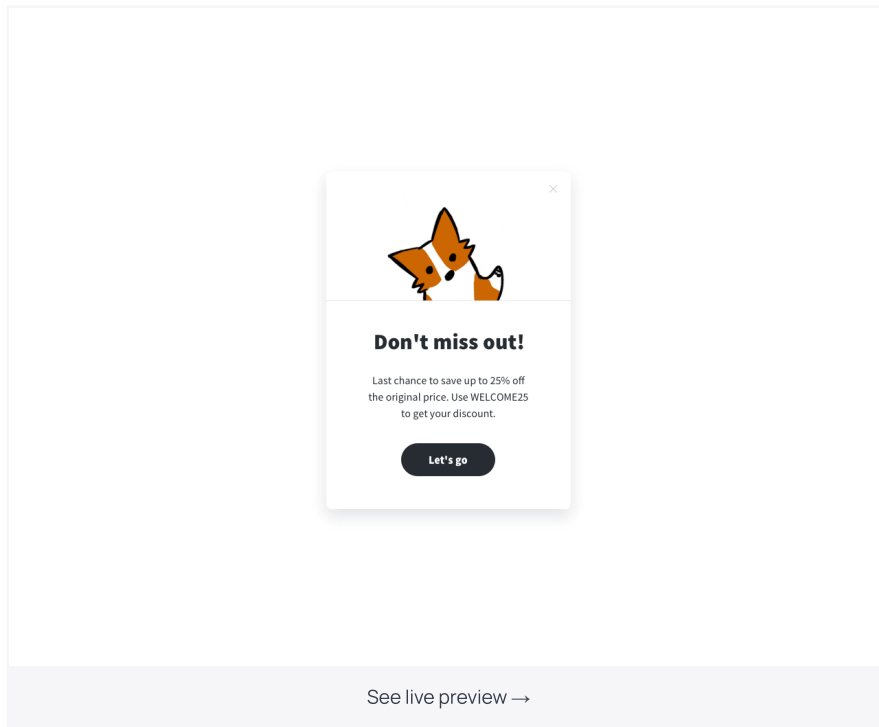 Don't miss out!
Last chance to save up to 25% off
the original price. Use WELCOME25
to get your discount.
Let's go
See live preview →